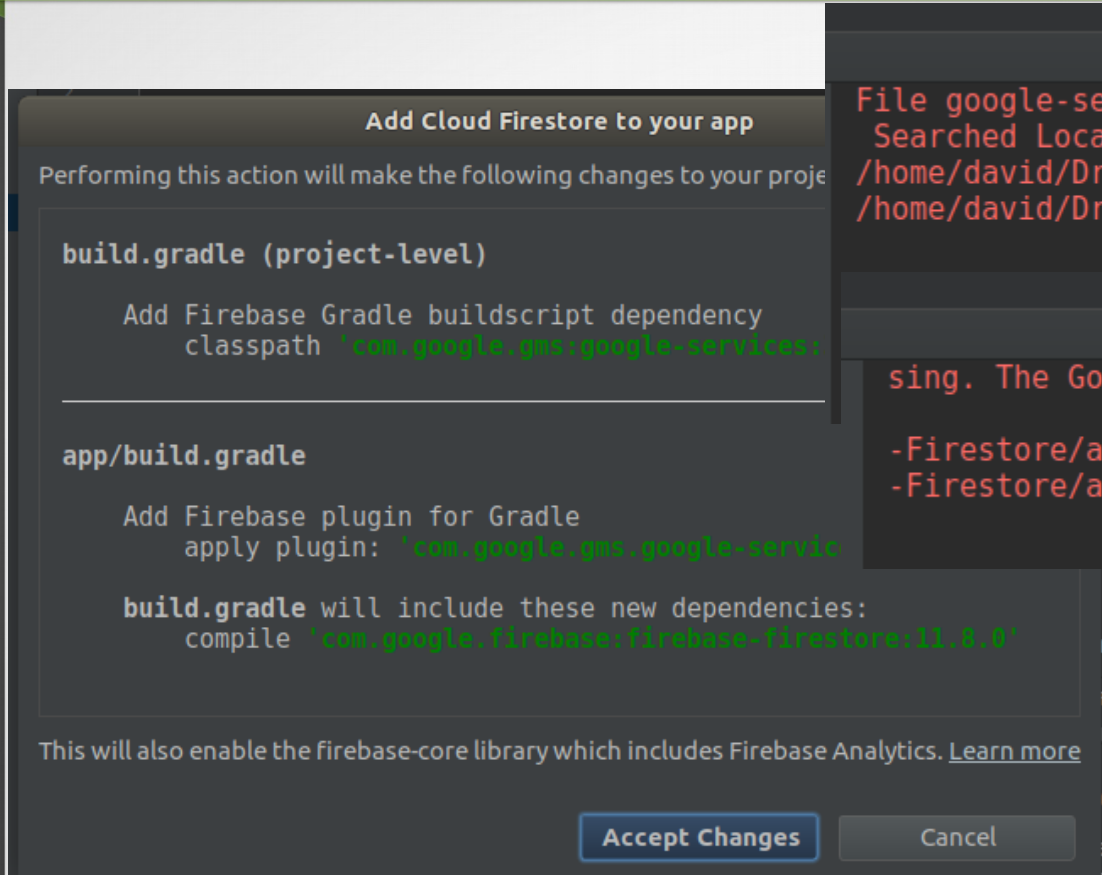 Add Cloud Firestore to your app
Performing this action will make the following changes to your proje
build.gradle (project-level)
Add Firebase Gradle buildscript dependency
classpath 'com.google.gms:google-services:
app/build.gradle
Add Firebase plugin for Gradle
apply plugin: 'com.google.gms.google-servic
build.gradle will include these new dependencies:
compile 'com.google.firebase:firebase-firestore:11.8.0'
This will also enable the firebase-core library which includes Firebase Analytics. Learn more
Accept Changes
Cancel
File google-se
Searched Loca
/home/david/Dr
/home/david/Dr
sing. The Go
-Firestore/a
-Firestore/a